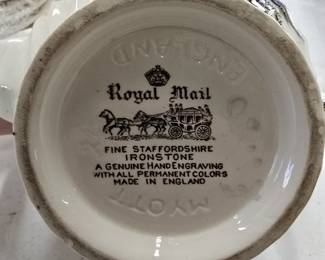 Royal Mail
FINE STAFFORDSHIRE
IRONSTONE
A GENUINE HAND ENGRAVING
WITH ALL PERMANENT COLORS
MADE IN ENGLAND
MYOTT
ENGLAND